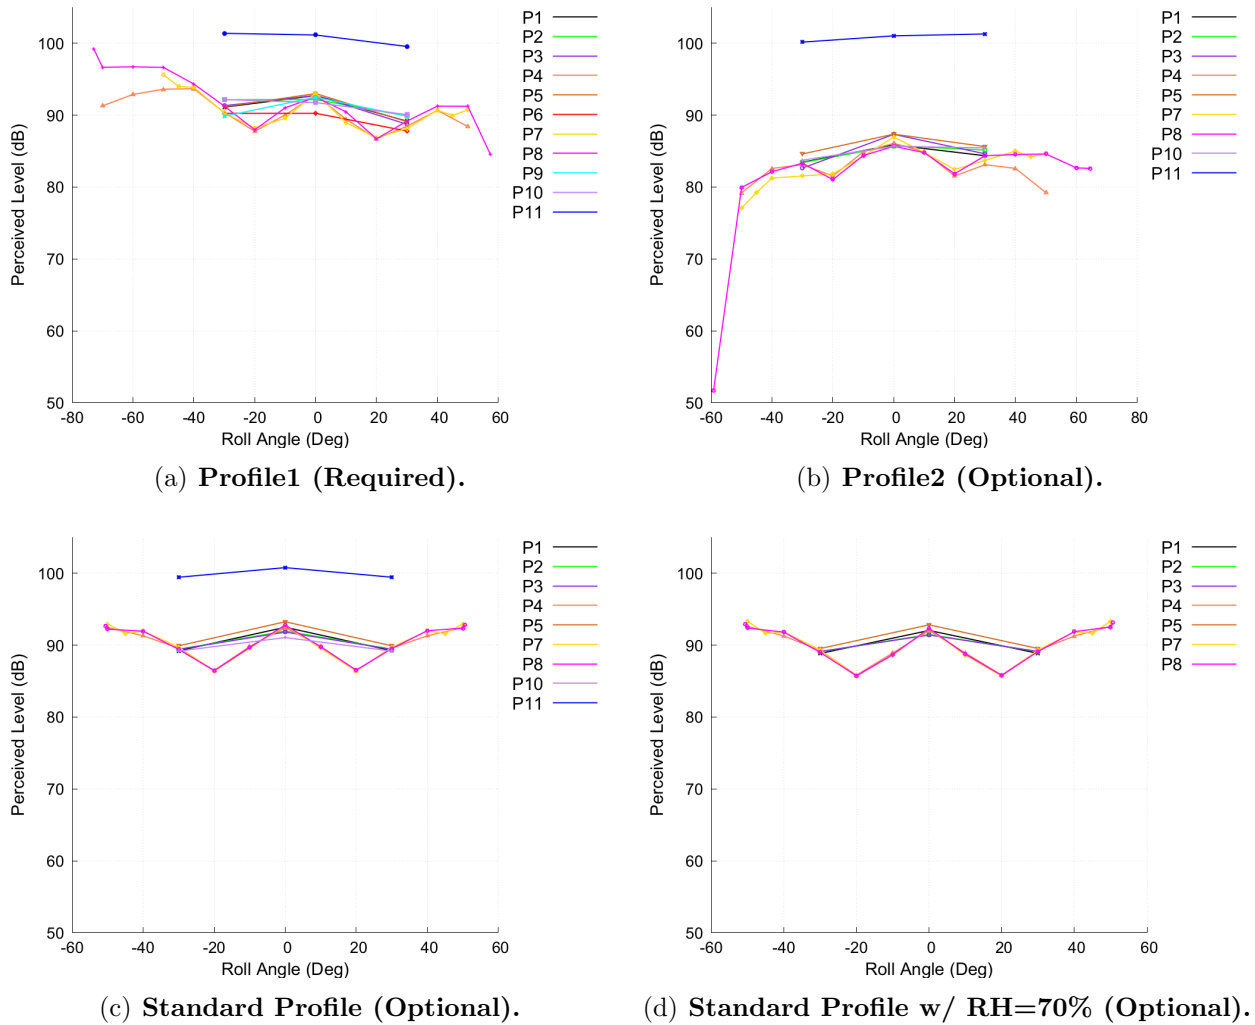 P1
P2
P3
P4
P5
P6
P7
P8
P9
P10
P11
100
90
80
70
60
50
Perceived Level (dB)
-80 -60 -40 -20 0 20 40 60
Roll Angle (Deg)
(a) Profile1 (Required).
P1
P2
P3
P4
P5
P7
P8
P10
P11
100
90
80
70
60
50
Perceived Level (dB)
-60 -40 -20 0 20 40 60 80
Roll Angle (Deg)
(b) Profile2 (Optional).
P1
P2
P3
P4
P5
P7
P8
P10
P11
100
90
80
70
60
50
Perceived Level (dB)
-60 -40 -20 0 20 40 60
Roll Angle (Deg)
(c) Standard Profile (Optional).
P1
P2
P3
P4
P5
P7
P8
100
90
80
70
60
50
Perceived Level (dB)
-60 -40 -20 0 20 40 60
Roll Angle (Deg)
(d) Standard Profile w/ RH=70% (Optional).